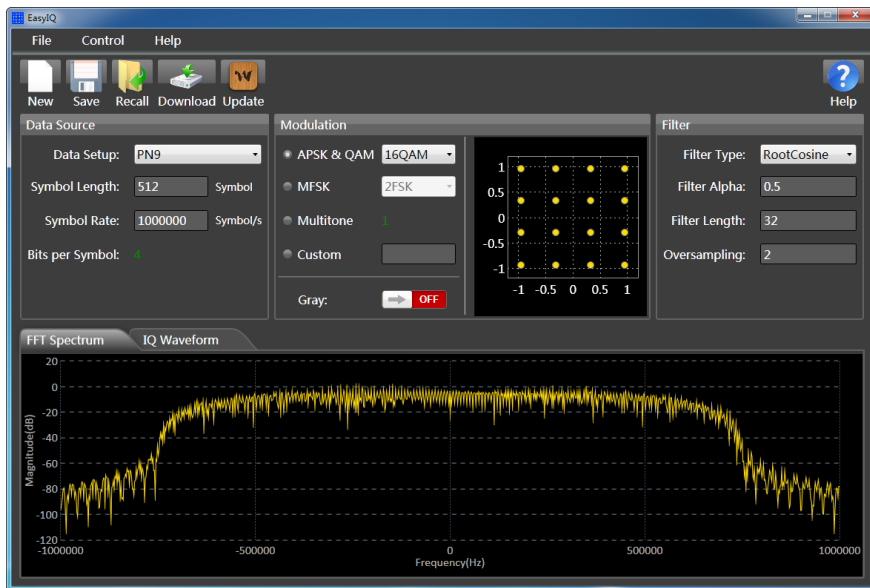 EasyIQ
File Control Help
New Save Recall Download Update Help
Data Source
Data Setup: PN9
Symbol Length: 512 Symbol
Symbol Rate: 1000000 Symbol/s
Bits per Symbol: 4
Modulation
APSK & QAM 16QAM
MFSK 2FSK
Multitone 1
Custom
Gray: OFF
1
0.5
0
-0.5
-1
-1 -0.5 0 0.5 1
Filter
Filter Type: RootCosine
Filter Alpha: 0.5
Filter Length: 32
Oversampling: 2
FFT Spectrum IQ Waveform
Magnitude(dB)
20
0
-20
-40
-60
-80
-100
-120
-1000000 -500000 0 500000 1000000
Frequency(Hz)